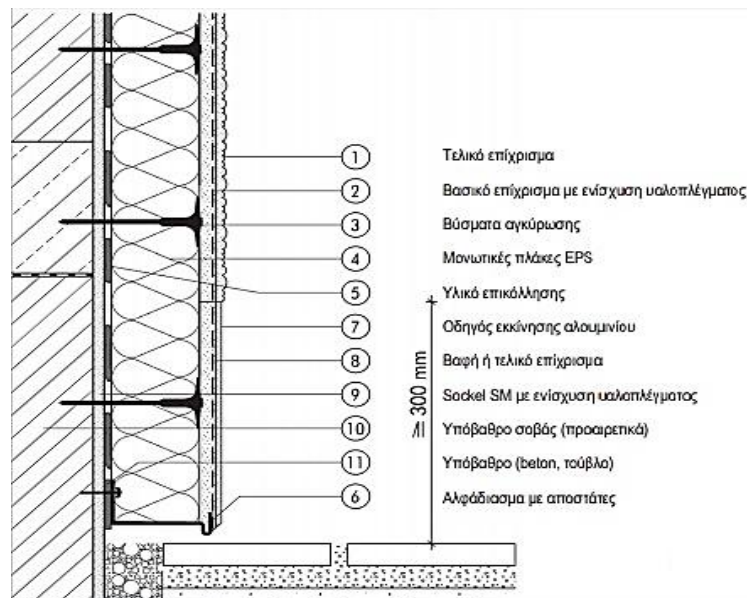 1 Τελικό επίχρισμα
2 Βασικό επίχρισμα με ενίσχυση υαλοπλέγματος
3 Βύσματα αγκύρωσης
4 Μονωτικές πλάκες EPS
5 Υλικό επικόλλησης
7 Οδηγός εκκίνησης αλουμινίου
8 Βαφή ή τελικό επίχρισμα
9 Sockel SM με ενίσχυση υαλοπλέγματος
10 Υπόβαθρο σοβάς (προαιρετικά)
11 Υπόβαθρο (beton, τούβλο)
6 Αλφάδιασμα με αποστάτες
≥ 300 mm